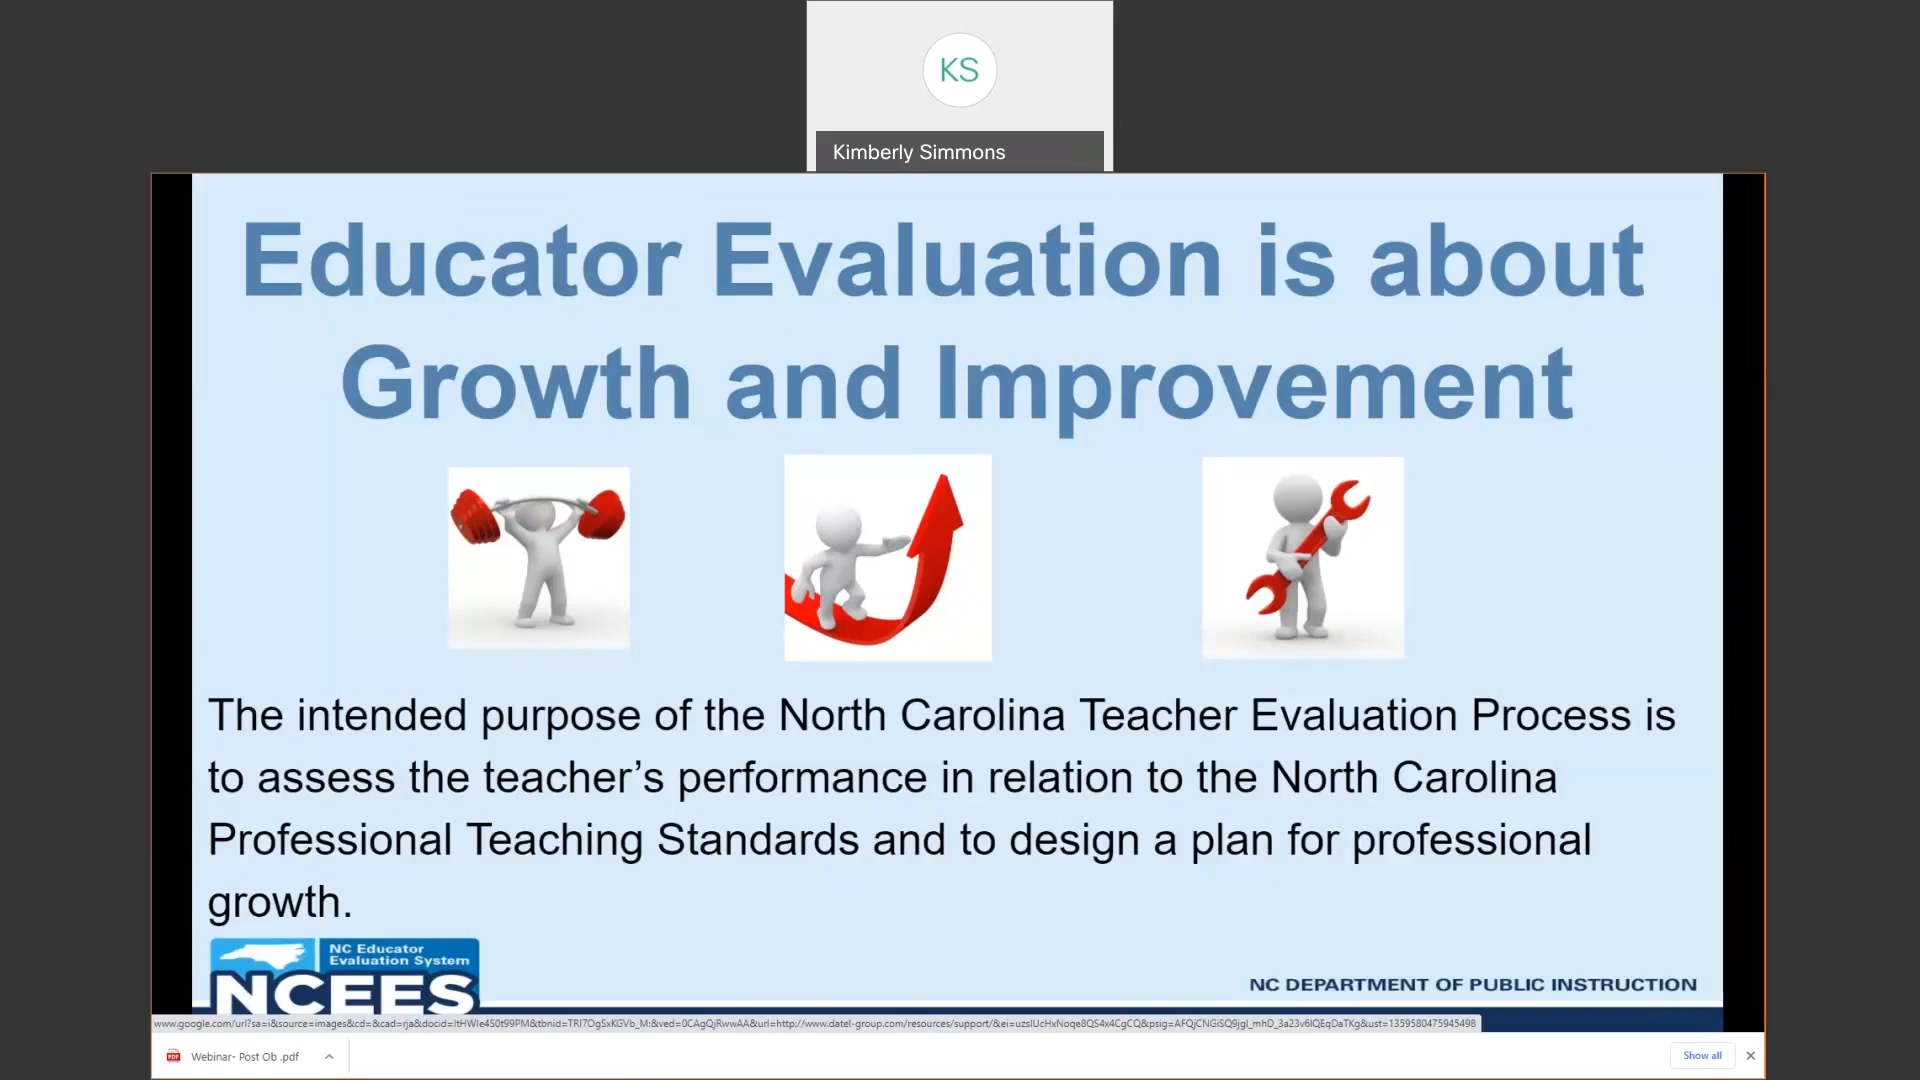 KS
Kimberly Simmons
Educator Evaluation is about
Growth and Improvement
The intended purpose of the North Carolina Teacher Evaluation Process is
to assess the teacher’s performance in relation to the North Carolina
Professional Teaching Standards and to design a plan for professional
growth.
NC Educator
Evaluation System
NCEES
NC DEPARTMENT OF PUBLIC INSTRUCTION
PDF
Webinar- Post Ob .pdf
Show all